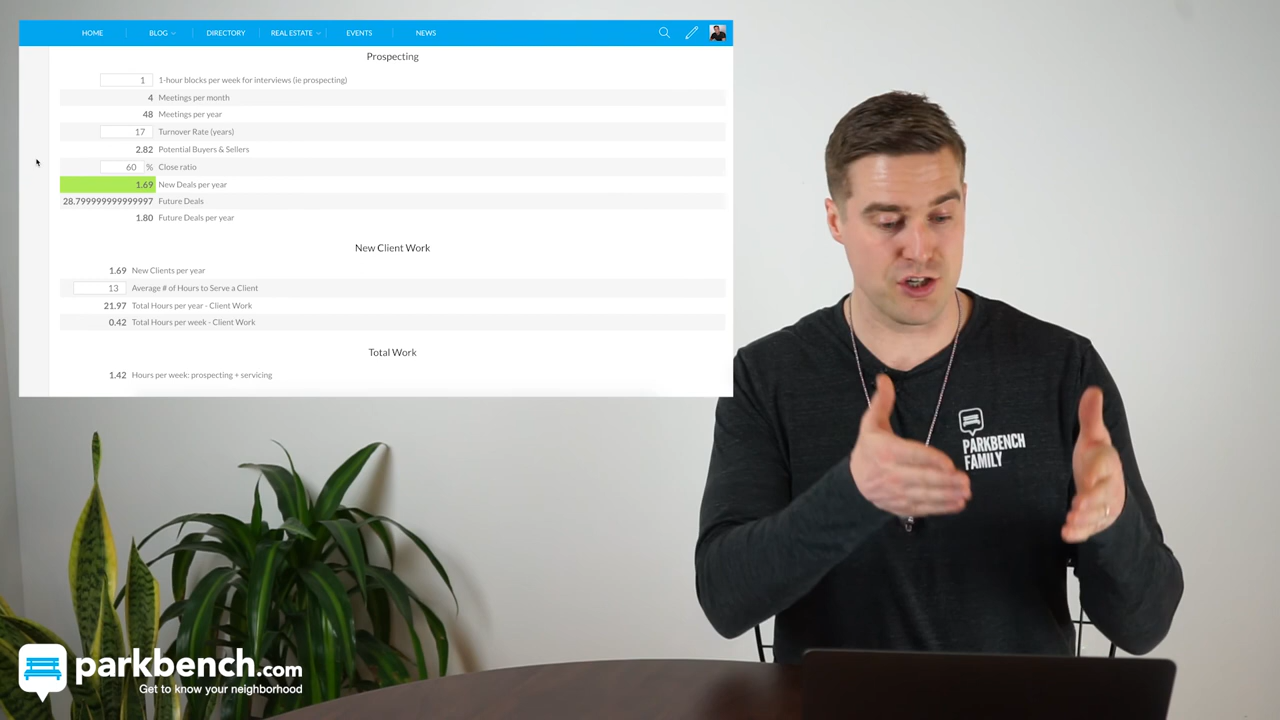 HOME
BLOG
DIRECTORY
REAL ESTATE
EVENTS
NEWS
Prospecting
1 1-hour blocks per week for interviews (ie prospecting)
4 Meetings per month
48 Meetings per year
17 Turnover Rate (years)
2.82 Potential Buyers & Sellers
60 % Close ratio
1.69 New Deals per year
28.799999999999997 Future Deals
1.80 Future Deals per year
New Client Work
1.69 New Clients per year
13 Average # of Hours to Serve a Client
21.97 Total Hours per year - Client Work
0.42 Total Hours per week - Client Work
Total Work
1.42 Hours per week: prospecting + servicing
PARKBENCH
FAMILY
parkbench.com
Get to know your neighborhood